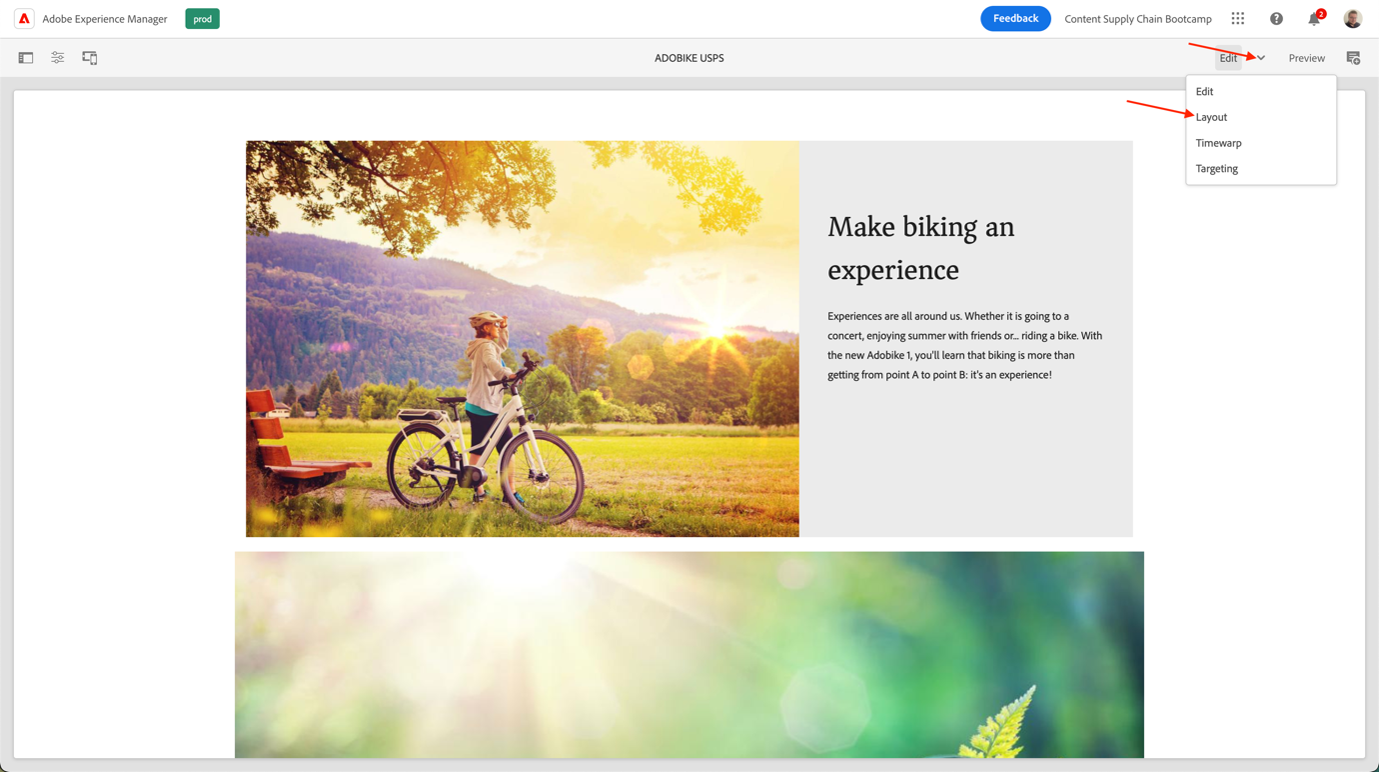 Adobe Experience Manager
prod
Feedback
Content Supply Chain Bootcamp
2
ADOBIKE USPS
Edit
Preview
Edit
Layout
Timewarp
Targeting
Make biking an
experience
Experiences are all around us. Whether it is going to a
concert, enjoying summer with friends or... riding a bike. With
the new Adobike 1, you'll learn that biking is more than
getting from point A to point B: it's an experience!